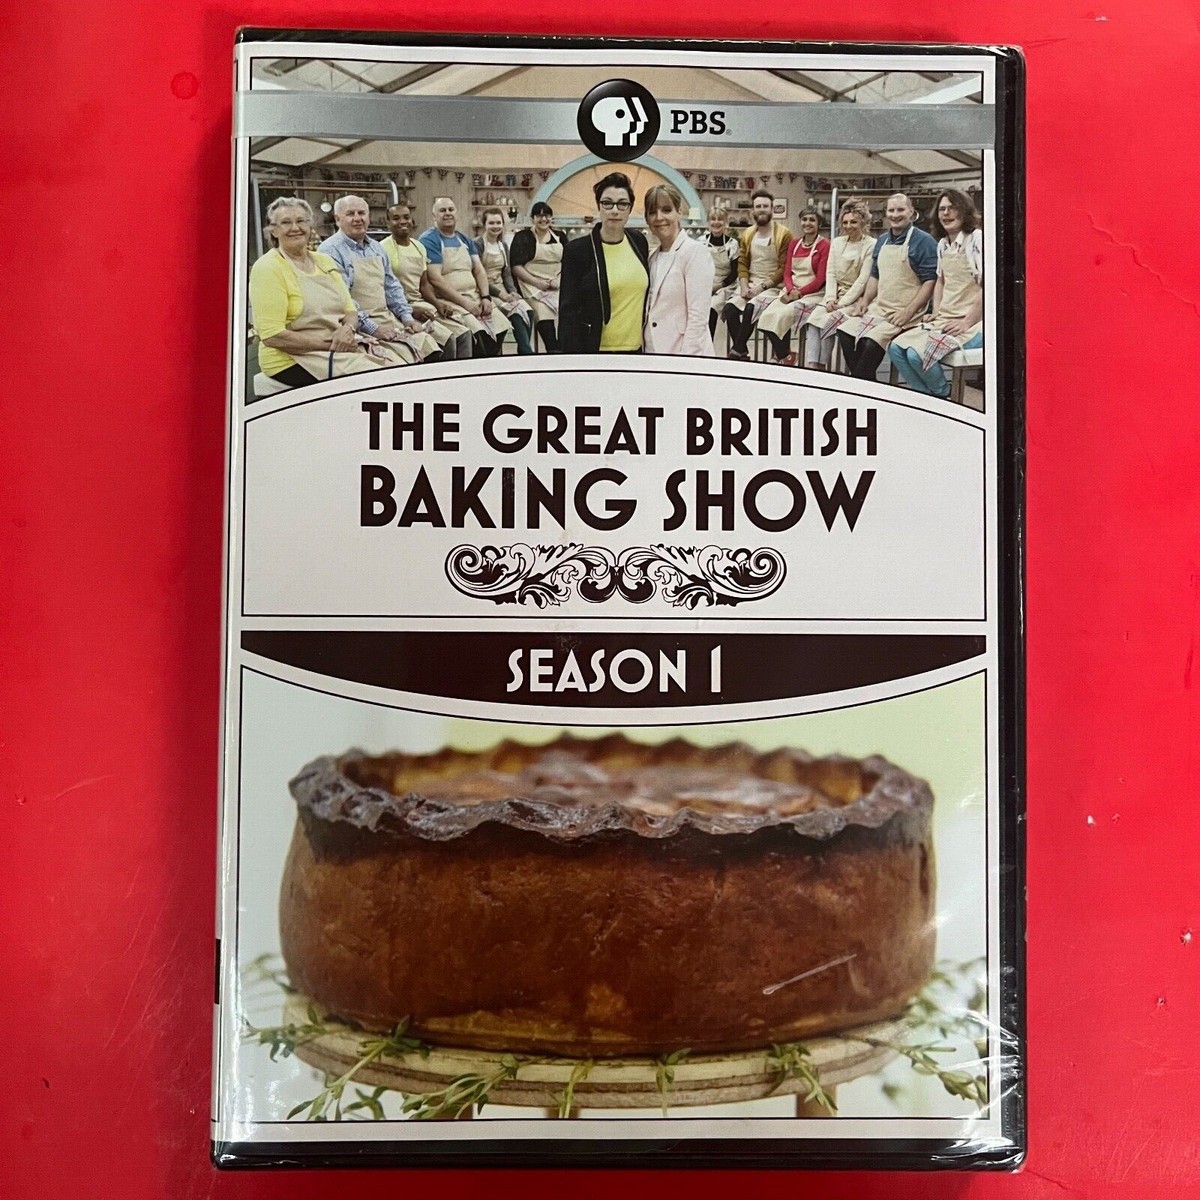 PBS
THE GREAT BRITISH
BAKING SHOW
SEASON 1